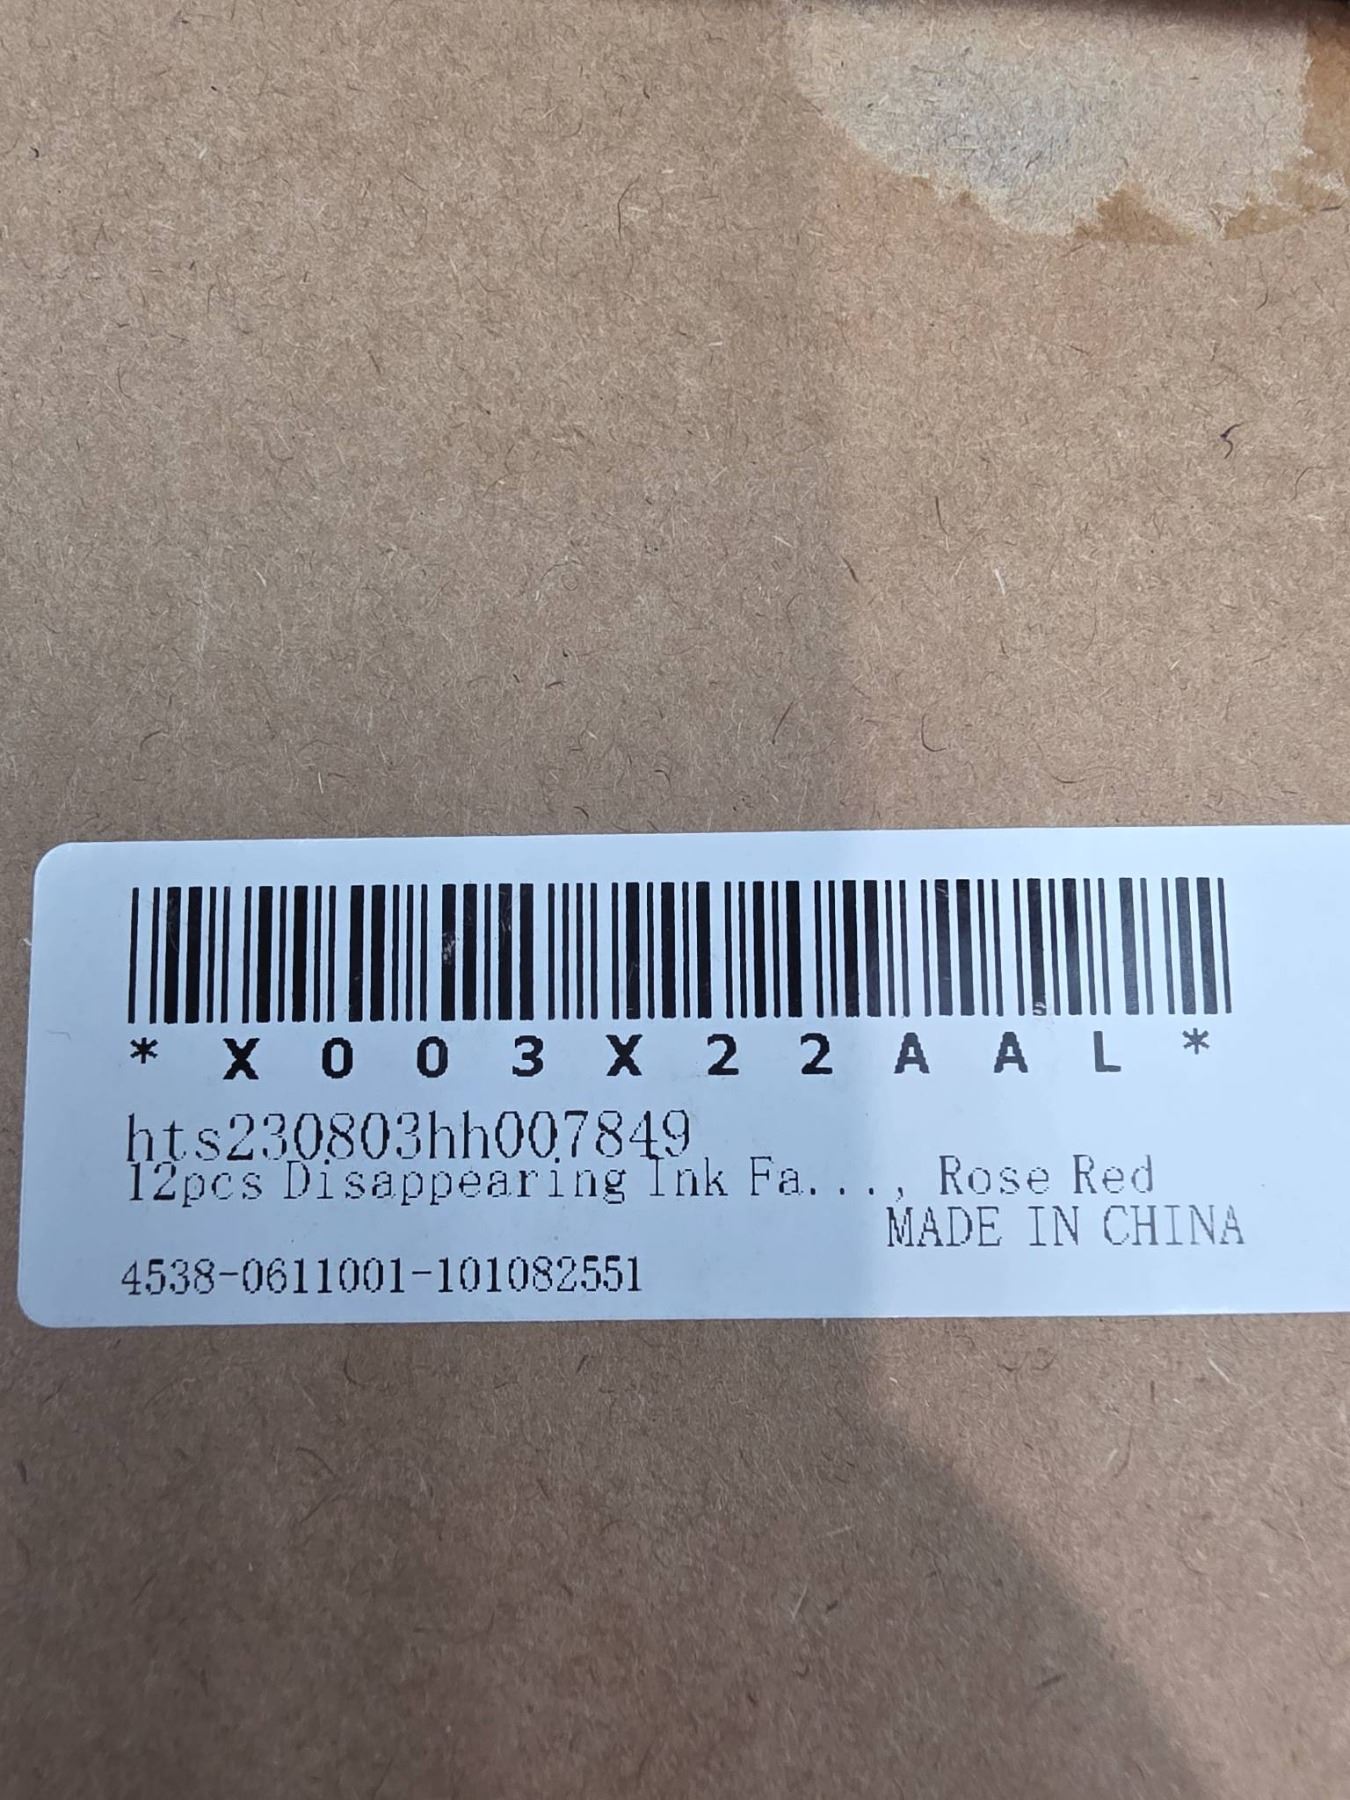 *X003X22AAL*
hts230803hh007849
12pcs Disappearing Ink Fa..., Rose Red
MADE IN CHINA
4538-0611001-101082551